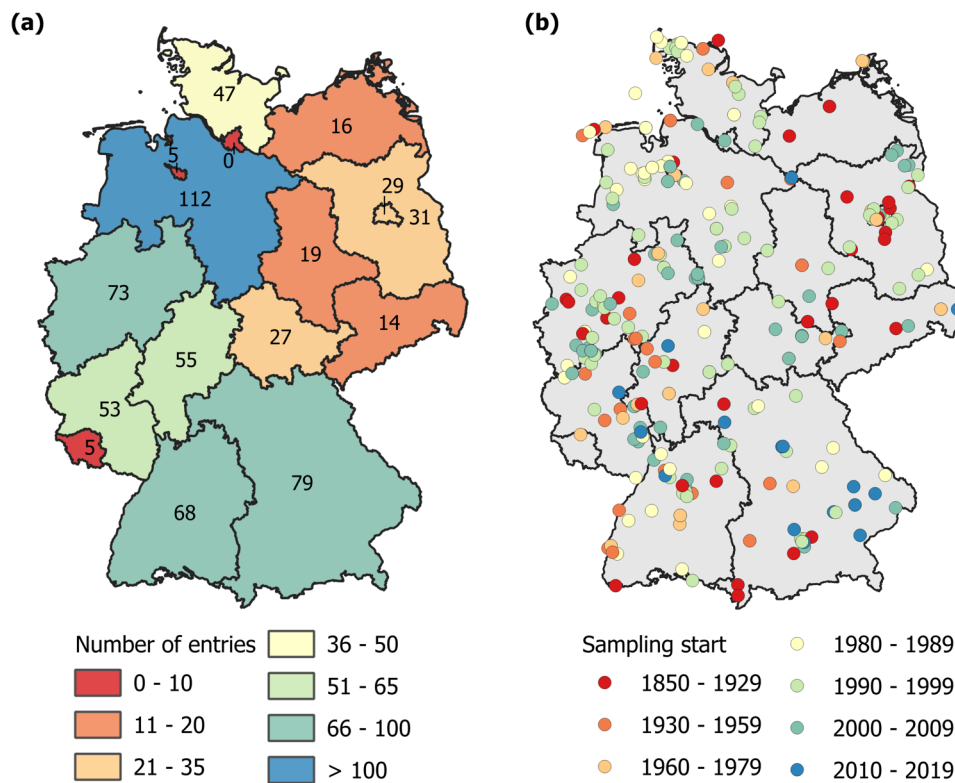 (a)
(b)
47
16
5
0
29
112
31
19
73
14
27
55
53
5
79
68
Number of entries
0 - 10
11 - 20
21 - 35
36 - 50
51 - 65
66 - 100
> 100
Sampling start
1850 - 1929
1930 - 1959
1960 - 1979
1980 - 1989
1990 - 1999
2000 - 2009
2010 - 2019